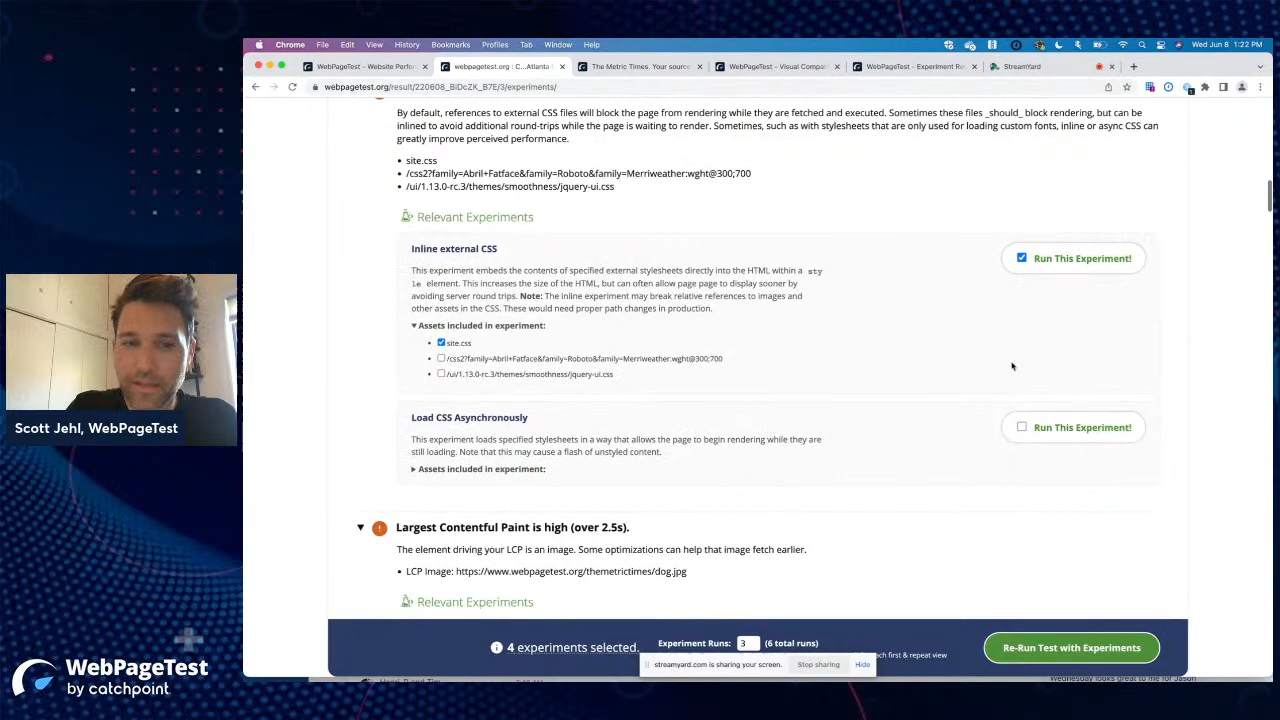 Chrome File Edit View History Bookmarks Profiles Tab Window Help Wed Jun 8 1:22 PM
WebPageTest - Website Perfor webpagetest.org : C...Atlanta The Metric Times. Your source WebPageTest - Visual Compa WebPageTest - Experiment Re StreamYard
webpagetest.org/result/220608_BiDcZK_B7E/3/experiments/
By default, references to external CSS files will block the page from rendering while they are fetched and executed. Sometimes these files _should_ block rendering, but can be
inlined to avoid additional round-trips while the page is waiting to render. Sometimes, such as with stylesheets that are only used for loading custom fonts, inline or async CSS can
greatly improve perceived performance.
• site.css
• /css2?family=Abril+Fatface&family=Roboto&family=Merriweather:wght@300;700
• /ui/1.13.0-rc.3/themes/smoothness/jquery-ui.css
Relevant Experiments
Inline external CSS
Run This Experiment!
This experiment embeds the contents of specified external stylesheets directly into the HTML within a sty
le element. This increases the size of the HTML, but can often allow page page to display sooner by
avoiding server round trips. Note: The inline experiment may break relative references to images and
other assets in the CSS. These would need proper path changes in production.
Assets included in experiment:
site.css
/css2?family=Abril+Fatface&family=Roboto&family=Merriweather:wght@300;700
/ui/1.13.0-rc.3/themes/smoothness/jquery-ui.css
Load CSS Asynchronously
Run This Experiment!
This experiment loads specified stylesheets in a way that allows the page to begin rendering while they are
still loading. Note that this may cause a flash of unstyled content.
Assets included in experiment:
Largest Contentful Paint is high (over 2.5s).
The element driving your LCP is an image. Some optimizations can help that image fetch earlier.
• LCP Image: https://www.webpagetest.org/themetrictimes/dog.jpg
Relevant Experiments
4 experiments selected.
Experiment Runs: 3 (6 total runs)
each first & repeat view
Re-Run Test with Experiments
streamyard.com is sharing your screen. Stop sharing Hide
Wednesday looks great to me for Jason
Scott Jehl, WebPageTest
WebPageTest
by catchpoint